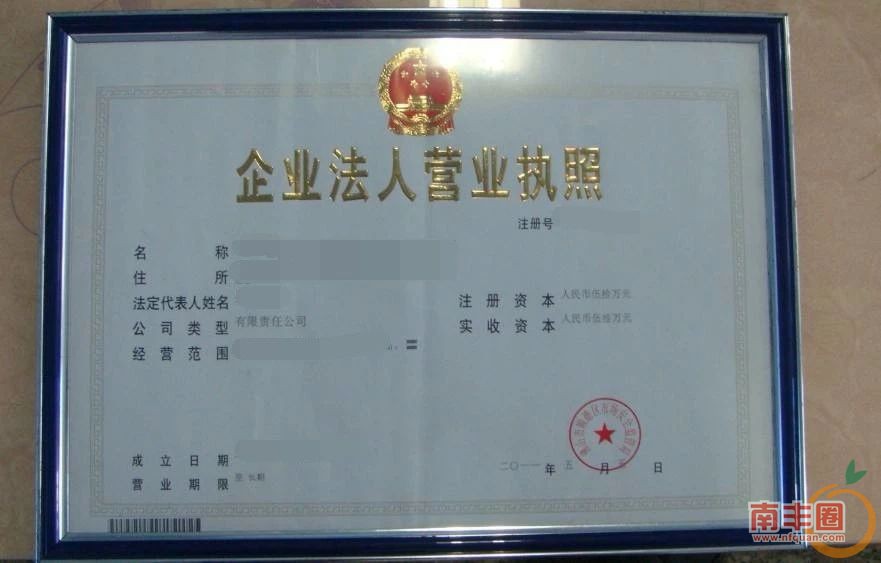 企业法人营业执照
注册号
名称
住所
法定代表人姓名
注册资本 人民币伍拾万元
公司类型 有限责任公司
实收资本 人民币伍拾万元
经营范围
成立日期
二〇一一年五月 日
营业期限 至长期
南丰圈
www.nfquan.com